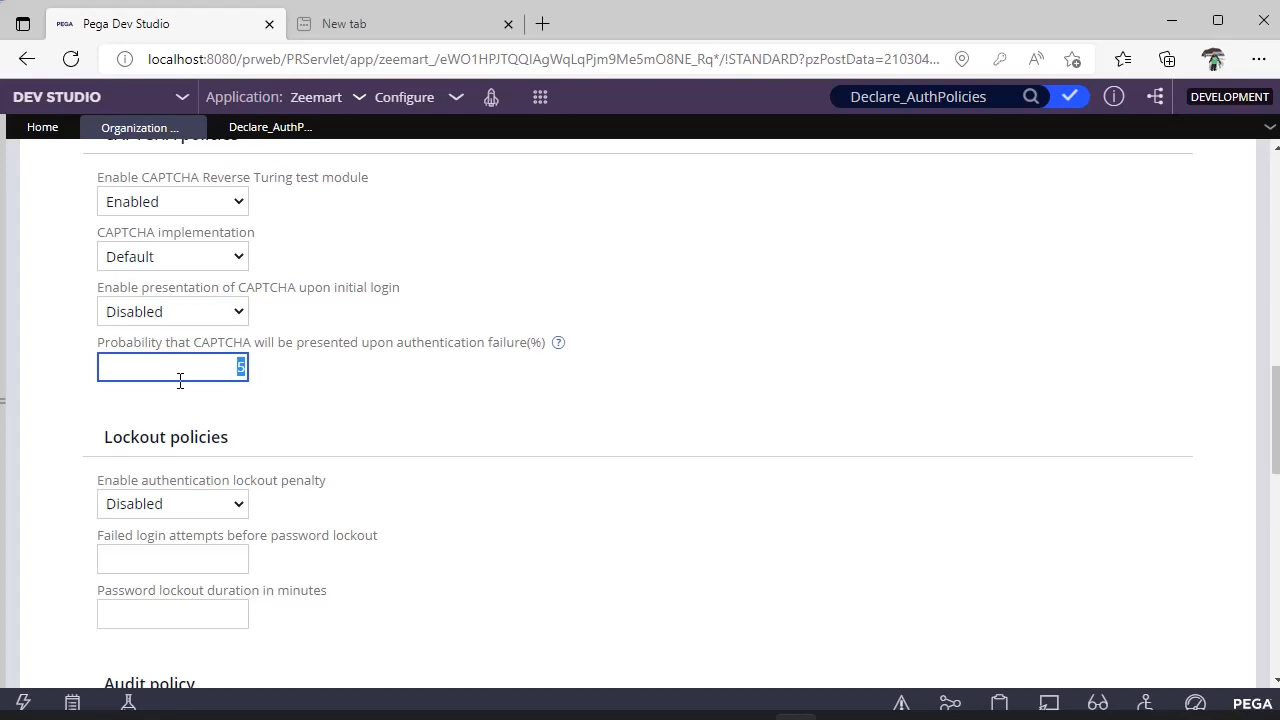 PEGA Pega Dev Studio
New tab
localhost:8080/prweb/PRServlet/app/zeemart_/eWO1HPJTQQIAgWqLqPjm9Me5mO8NE_Rq*/!STANDARD?pzPostData=210304...
DEV STUDIO
Application: Zeemart
Configure
Declare_AuthPolicies
DEVELOPMENT
Home
Organization ...
Declare_AuthP...
CAPTCHA policies
Enable CAPTCHA Reverse Turing test module
Enabled
CAPTCHA implementation
Default
Enable presentation of CAPTCHA upon initial login
Disabled
Probability that CAPTCHA will be presented upon authentication failure(%) ?
5
Lockout policies
Enable authentication lockout penalty
Disabled
Failed login attempts before password lockout
Password lockout duration in minutes
Audit policy
PEGA